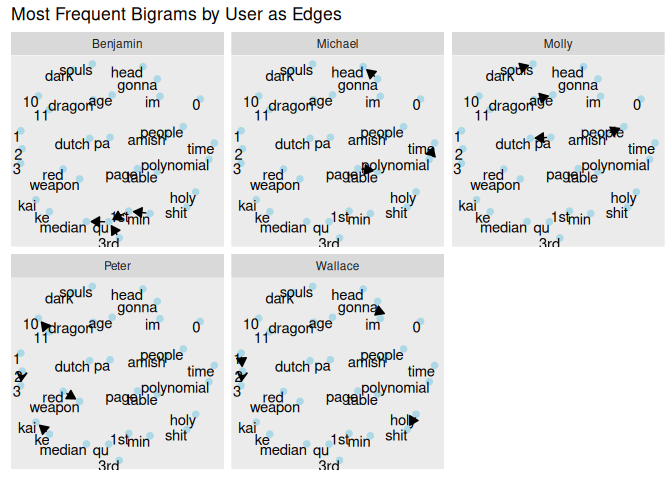 Most Frequent Bigrams by User as Edges
Benjamin
Michael
Molly
souls head
dark gonna
10 dragon age im 0
11
1 people
dutch pa amish time
2 polynomial
3 red page table
weapon
kai holy
ke 1st min shit
median qu
3rd
souls head
dark gonna
10 dragon age im 0
11
1 people
dutch pa amish time
2 polynomial
3 red page table
weapon
kai holy
ke 1st min shit
median qu
3rd
souls head
dark gonna
10 dragon age im 0
11
1 people
dutch pa amish time
2 polynomial
3 red page table
weapon
kai holy
ke 1st min shit
median qu
3rd
Peter
Wallace
souls head
dark gonna
10 dragon age im 0
11
1 people
dutch pa amish time
2 polynomial
3 red page table
weapon
kai holy
ke 1st min shit
median qu
3rd
souls head
dark gonna
10 dragon age im 0
11
1 people
dutch pa amish time
2 polynomial
3 red page table
weapon
kai holy
ke 1st min shit
median qu
3rd